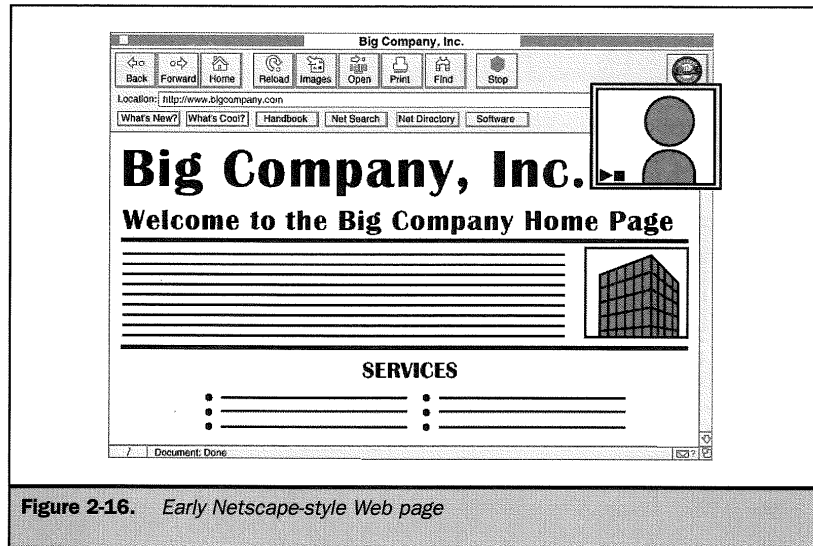 Big Company, Inc.
Back Forward Home Reload Images Open Print Find Stop
Location: http://www.bigcompany.com
What's New? What's Cool? Handbook Net Search Net Directory Software
Big Company, Inc.
Welcome to the Big Company Home Page
SERVICES
Document: Done
?
Figure 2-16. Early Netscape-style Web page